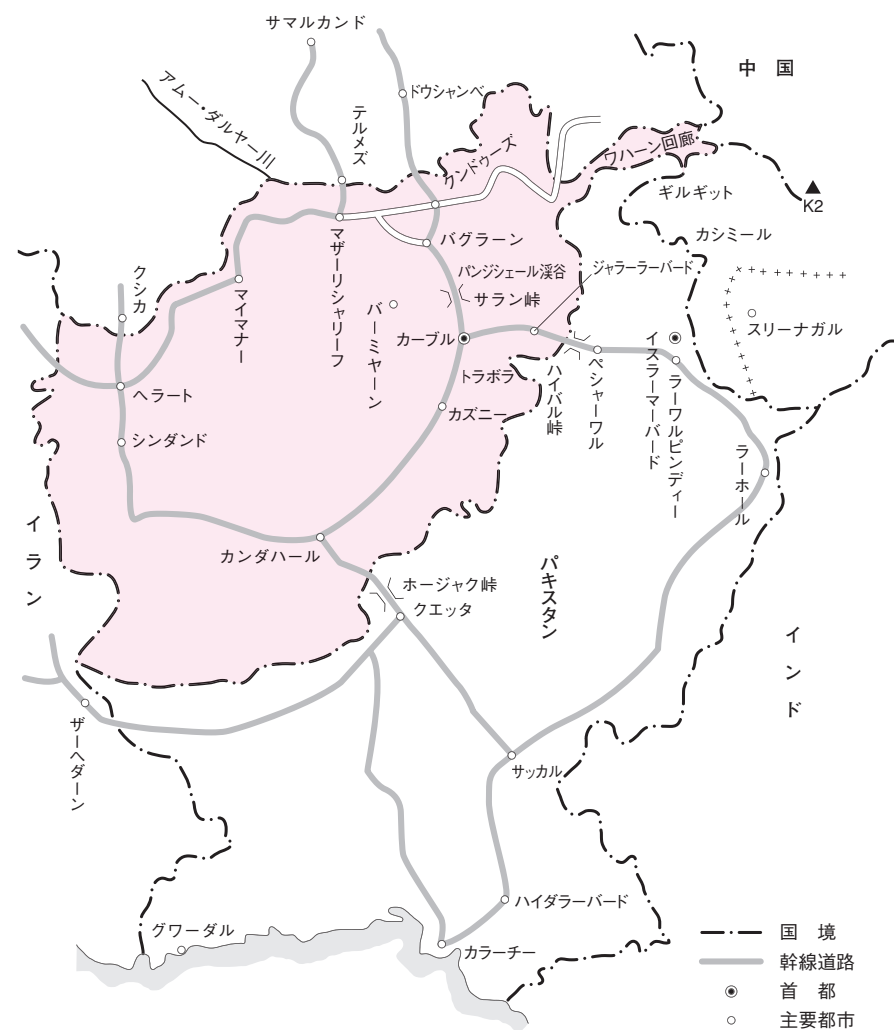 サマルカンド
中 国
アムー・ダルヤー川
ドゥシャンベ
テルメズ
クンドゥーズ
ワハーン回廊
K2
ギルギット
カシミール
バグラーン
マザーリシャリーフ
パンジシェール渓谷
ジャラーラーバード
クシカ
マイマナー
サラン峠
バーミヤーン
スリーナガル
カーブル
イスラーマーバード
ハイバル峠
ペシャーワル
ラーワルピンディー
トラボラ
ヘラート
カズニー
シンダンド
ラーホール
イラン
カンダハール
パキスタン
ホージャク峠
クエッタ
インド
ザーヘダーン
サッカル
ハイダラーバード
グワーダル
カラーチー
国 境
幹線道路
首 都
主要都市